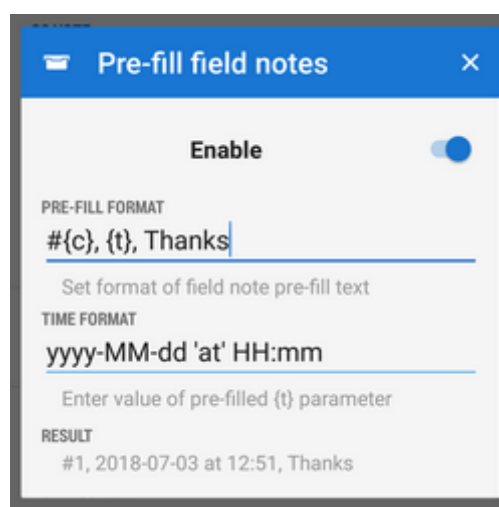 Pre-fill field notes
Enable
PRE-FILL FORMAT
#{c}, {t}, Thanks
Set format of field note pre-fill text
TIME FORMAT
yyyy-MM-dd 'at' HH:mm
Enter value of pre-filled {t} parameter
RESULT
#1, 2018-07-03 at 12:51, Thanks